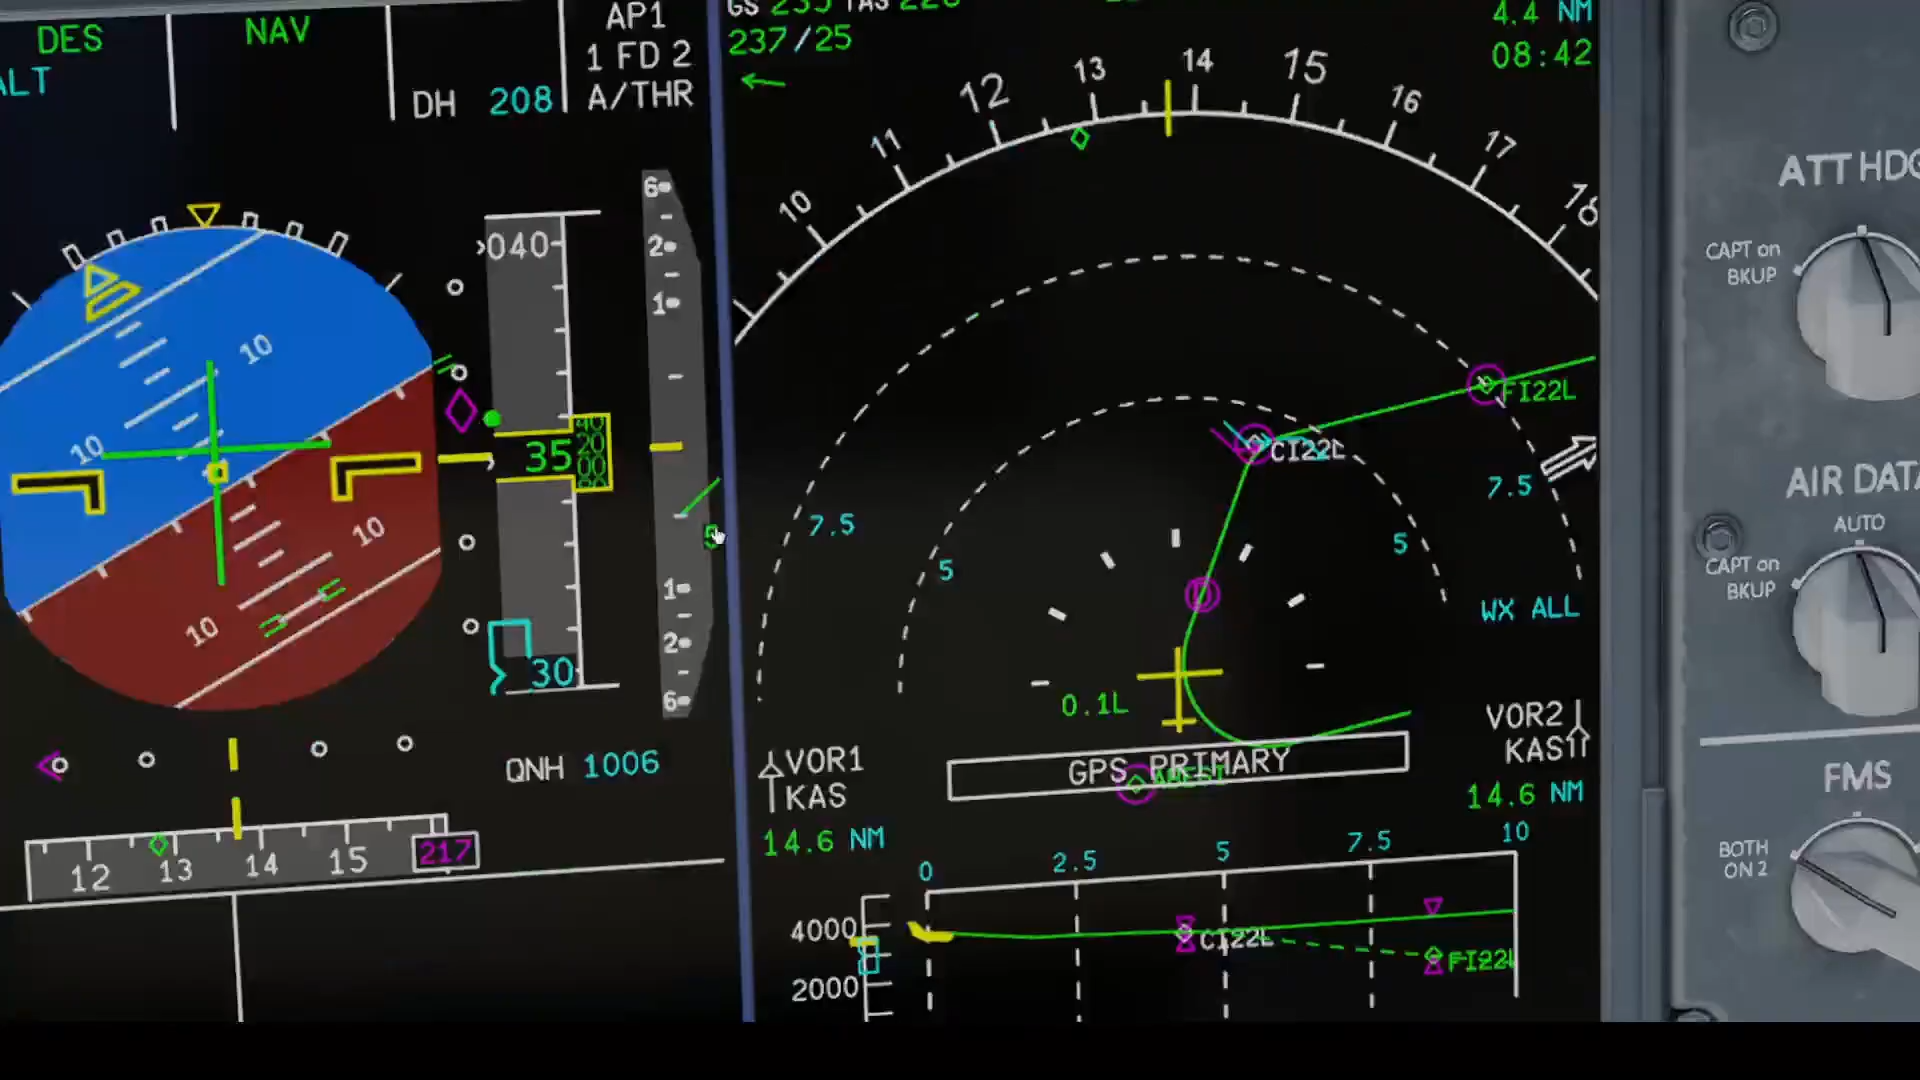 DES
NAV
ALT
DH 208
AP1
1 FD 2
A/THR
040
10
10
35
40
20
00
80
10
10
30
QNH 1006
12
13
14
15
217
6
2
1
5
1
2
6
237/25
4.4 NM
08:42
10
11
12
13
14
15
16
17
18
7.5
5
5
7.5
FI22L
CI22L
D
WX ALL
0.1L
GPS PRIMARY
VOR1
KAS
14.6 NM
VOR2
KAS
14.6 NM
0
2.5
5
7.5
10
4000
2000
CI22L
FI22L
ATT HDG
CAPT on
BKUP
AIR DATA
AUTO
CAPT on
BKUP
FMS
BOTH
ON 2